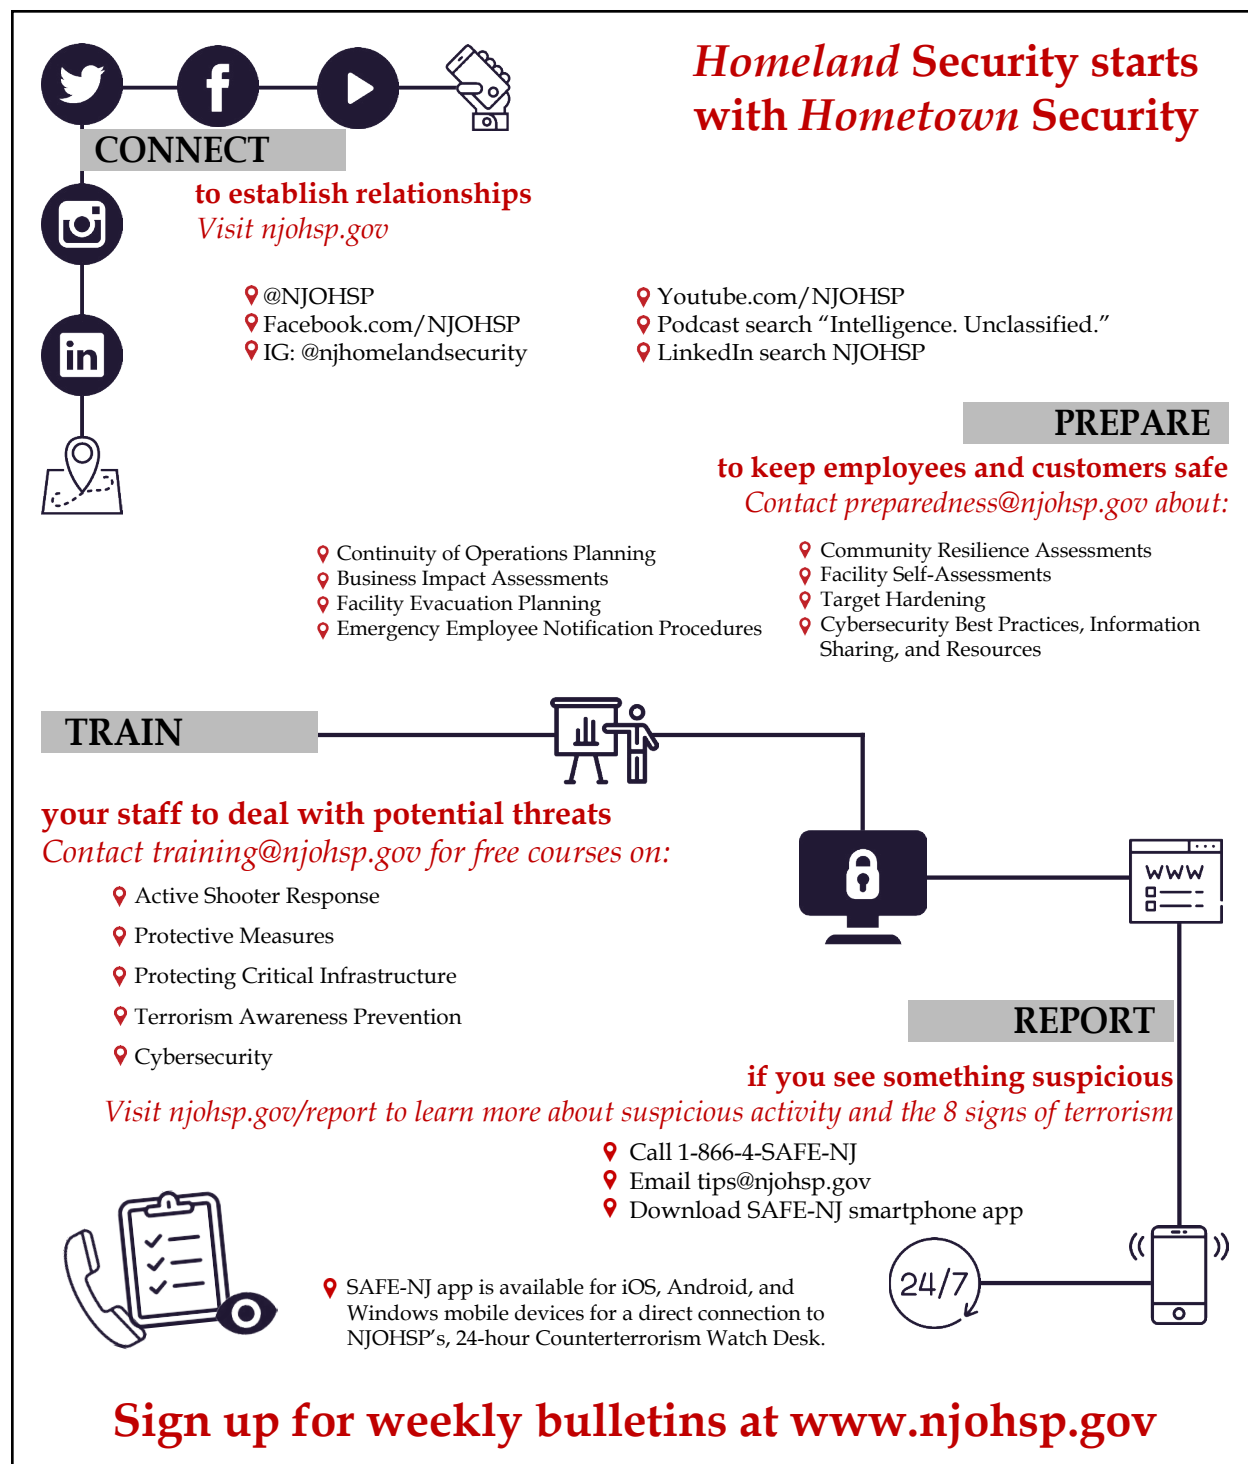 Homeland Security starts
with Hometown Security
CONNECT
to establish relationships
Visit njohsp.gov
@NJOHSP
Facebook.com/NJOHSP
IG: @njhomelandsecurity
Youtube.com/NJOHSP
Podcast search “Intelligence. Unclassified.”
LinkedIn search NJOHSP
PREPARE
to keep employees and customers safe
Contact preparedness@njohsp.gov about:
Continuity of Operations Planning
Business Impact Assessments
Facility Evacuation Planning
Emergency Employee Notification Procedures
Community Resilience Assessments
Facility Self-Assessments
Target Hardening
Cybersecurity Best Practices, Information
Sharing, and Resources
TRAIN
your staff to deal with potential threats
Contact training@njohsp.gov for free courses on:
Active Shooter Response
Protective Measures
Protecting Critical Infrastructure
Terrorism Awareness Prevention
Cybersecurity
WWW
REPORT
if you see something suspicious
Visit njohsp.gov/report to learn more about suspicious activity and the 8 signs of terrorism
Call 1-866-4-SAFE-NJ
Email tips@njohsp.gov
Download SAFE-NJ smartphone app
24/7
SAFE-NJ app is available for iOS, Android, and
Windows mobile devices for a direct connection to
NJOHSP’s, 24-hour Counterterrorism Watch Desk.
Sign up for weekly bulletins at www.njohsp.gov